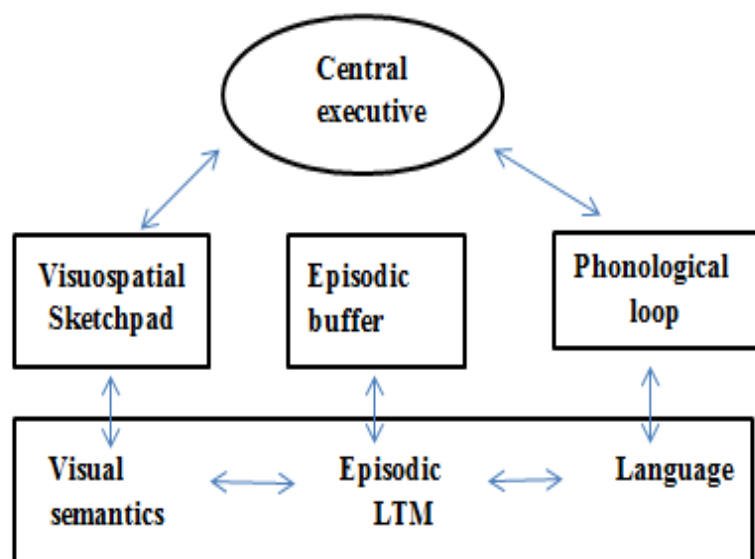 Central
executive
Visuospatial
Sketchpad
Episodic
buffer
Phonological
loop
Visual
semantics
Episodic
LTM
Language